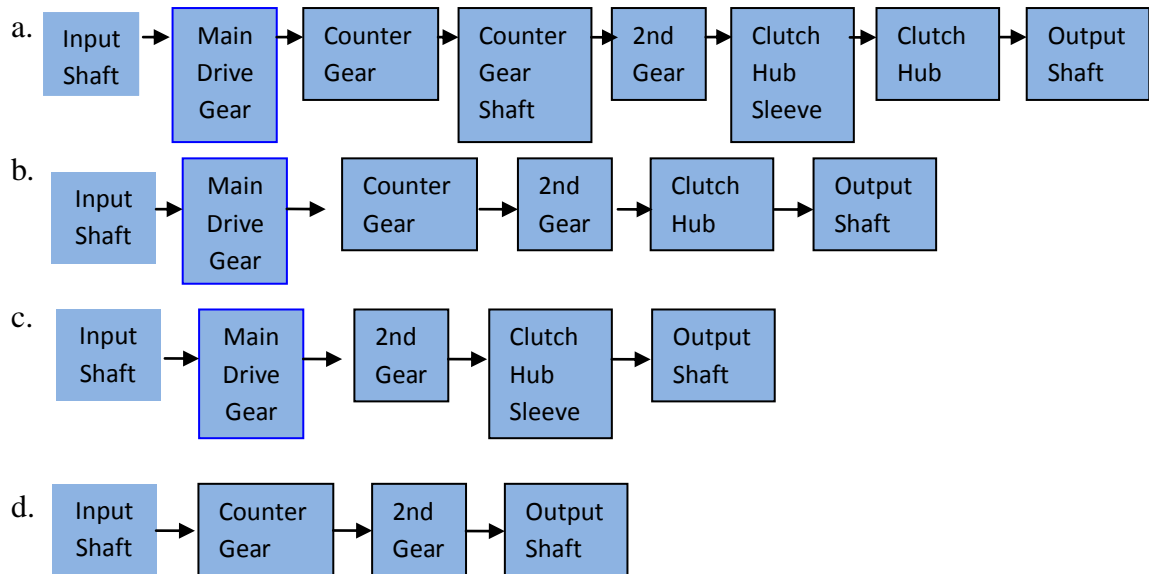 a.
Input
Shaft
Main
Drive
Gear
Counter
Gear
Counter
Gear
Shaft
2nd
Gear
Clutch
Hub
Sleeve
Clutch
Hub
Output
Shaft
b.
Input
Shaft
Main
Drive
Gear
Counter
Gear
2nd
Gear
Clutch
Hub
Output
Shaft
c.
Input
Shaft
Main
Drive
Gear
2nd
Gear
Clutch
Hub
Sleeve
Output
Shaft
d.
Input
Shaft
Counter
Gear
2nd
Gear
Output
Shaft